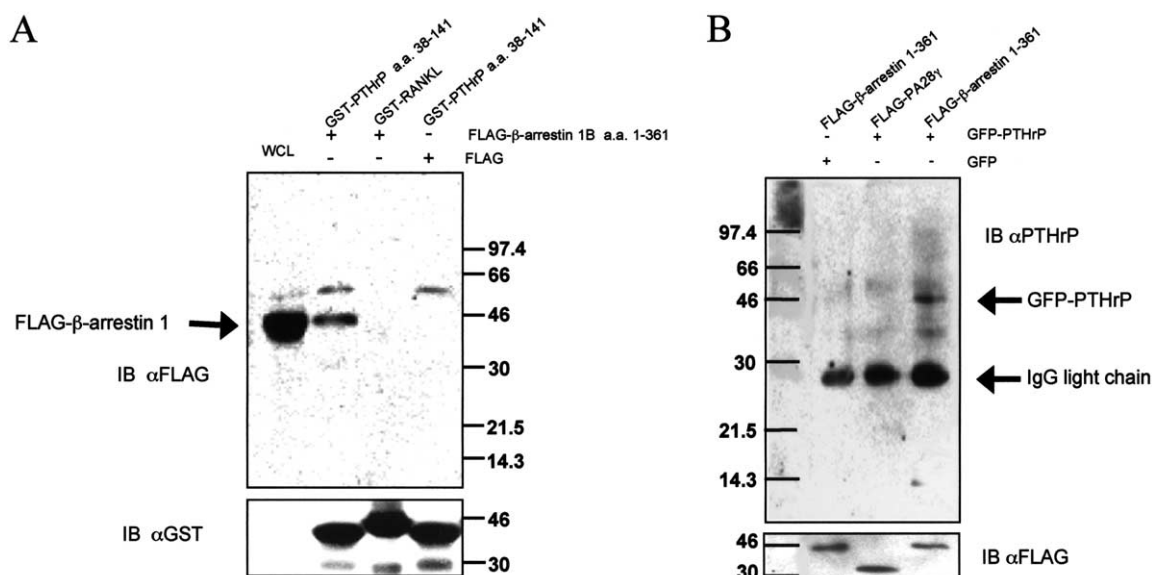 A
GST-PTHrP a.a. 38-141
GST-RANKL
GST-PTHrP a.a. 38-141
WCL
+ + - FLAG-β-arrestin 1B a.a. 1-361
- - + FLAG
97.4
66
46
30
21.5
14.3
FLAG-β-arrestin 1
IB αFLAG
IB αGST
46
30
B
FLAG-β-arrestin 1-361
FLAG-PA28γ
FLAG-β-arrestin 1-361
- + + GFP-PTHrP
+ - - GFP
97.4
66
46
30
21.5
14.3
IB αPTHrP
GFP-PTHrP
IgG light chain
46
30
IB αFLAG